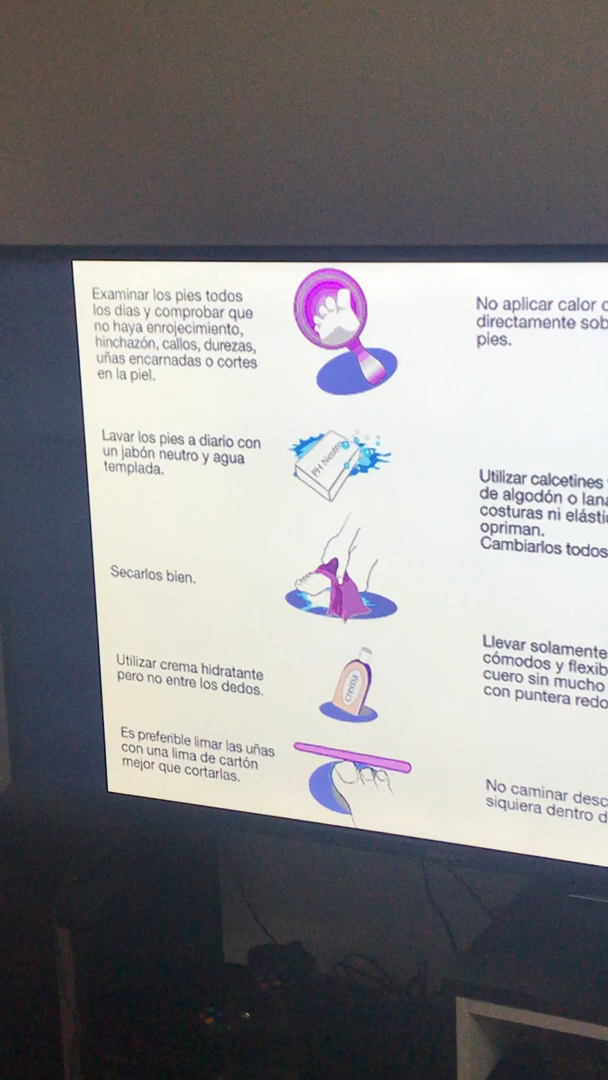 Examinar los pies todos
los días y comprobar que
no haya enrojecimiento,
hinchazón, callos, durezas,
uñas encarnadas o cortes
en la piel.
Lavar los pies a diario con
un jabón neutro y agua
templada.
PH Neutro
Secarlos bien.
Utilizar crema hidratante
pero no entre los dedos.
crema
Es preferible limar las uñas
con una lima de cartón
mejor que cortarlas.
No aplicar calor
directamente
pies.
Utilizar calcetines
de algodón o
costuras ni
opriman.
Cambiarlos todos
Llevar solamente
cómodos y
cuero sin mucho
con puntera
No caminar
siquiera dentro